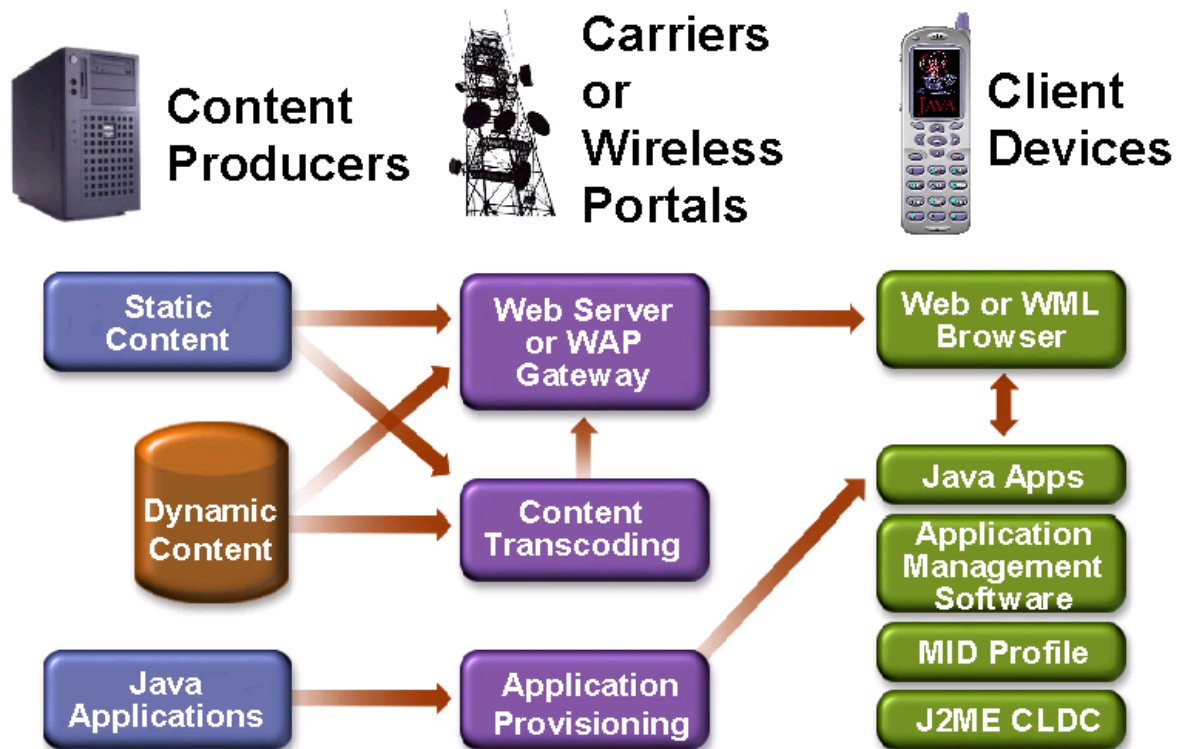 Content
Producers
Carriers
or
Wireless
Portals
JAVA
Client
Devices
Static
Content
Web Server
or WAP
Gateway
Web or WML
Browser
Dynamic
Content
Content
Transcoding
Java Apps
Application
Management
Software
MID Profile
J2ME CLDC
Java
Applications
Application
Provisioning